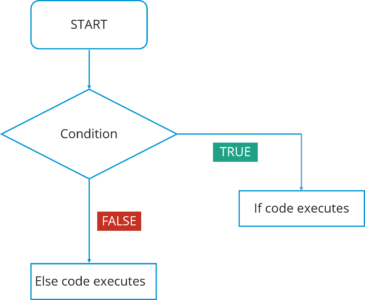 START
Condition
TRUE
If code executes
FALSE
Else code executes